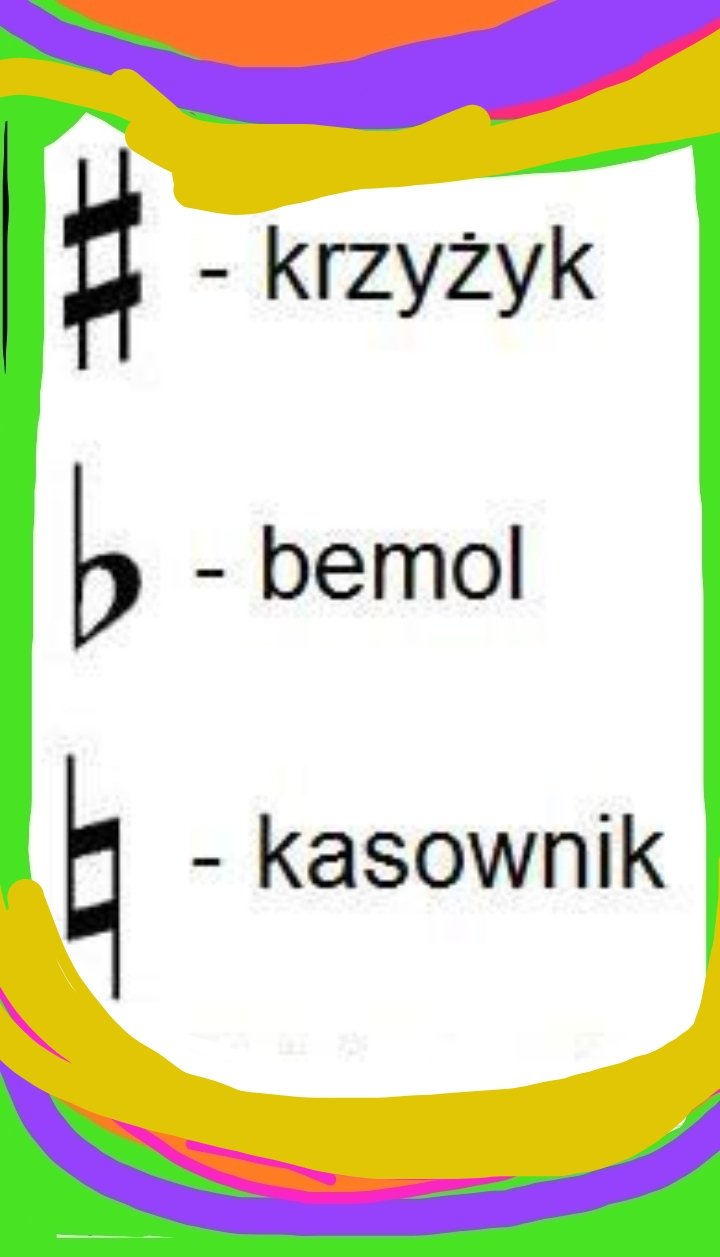 ♯ - krzyżyk
♭ - bemol
♮ - kasownik